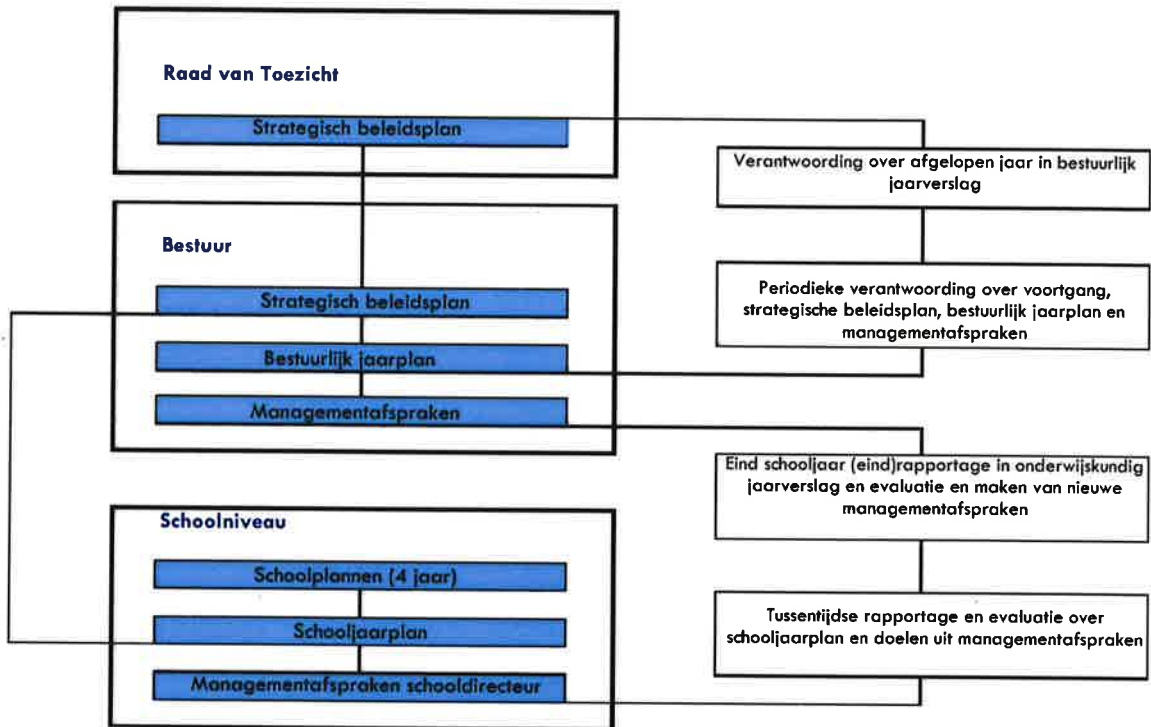 Raad van Toezicht
Strategisch beleidsplan
Verantwoording over afgelopen jaar in bestuurlijk
jaarverslag
Bestuur
Strategisch beleidsplan
Bestuurlijk jaarplan
Managementafspraken
Periodieke verantwoording over voortgang,
strategische beleidsplan, bestuurlijk jaarplan en
managementafspraken
Eind schooljaar (eind)rapportage in onderwijskundig
jaarverslag en evaluatie en maken van nieuwe
managementafspraken
Schoolniveau
Schoolplannen (4 jaar)
Schooljaarplan
Managementafspraken schooldirecteur
Tussentijdse rapportage en evaluatie over
schooljaarplan en doelen uit managementafspraken